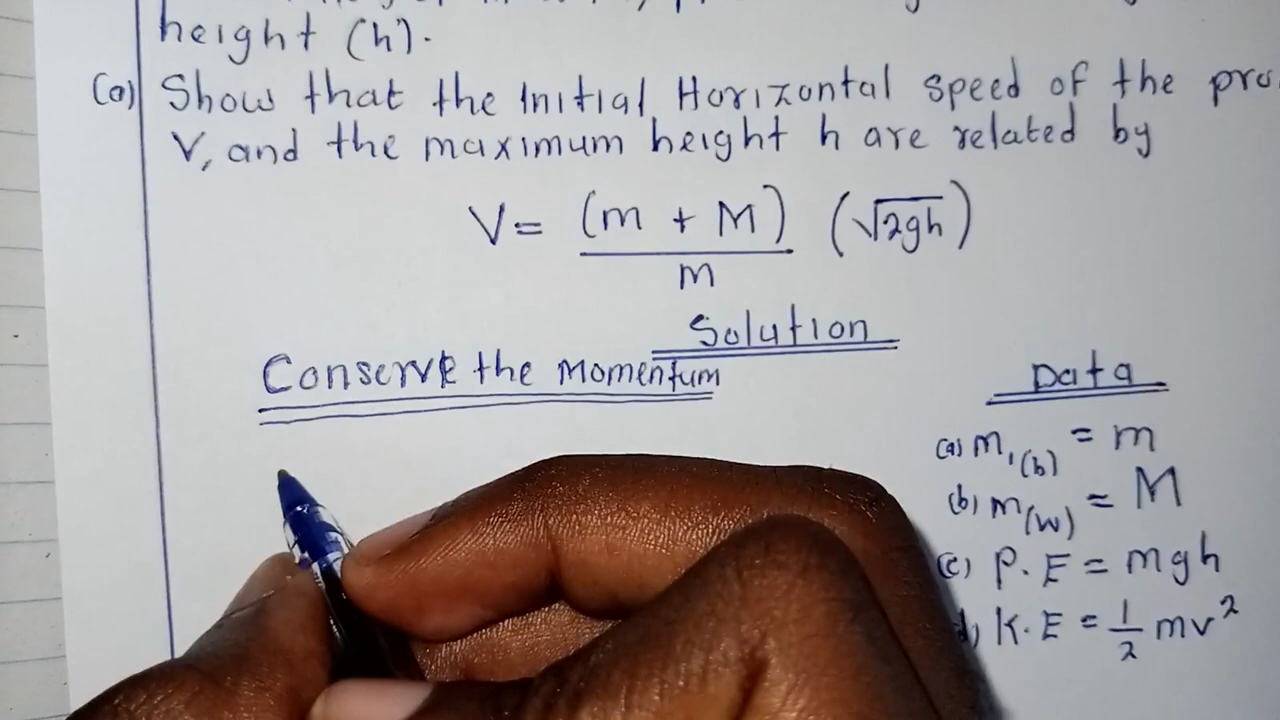 height (h).
(a) Show that the Initial Horizontal speed of the pro
V, and the maximum height h are related by
V = (m + M) (√2gh)
m
Solution
Conserve the Momentum
Data
(a) m₁(b) = m
(b) m(w) = M
(c) P.E = mgh
) K.E = 1/2 mv²